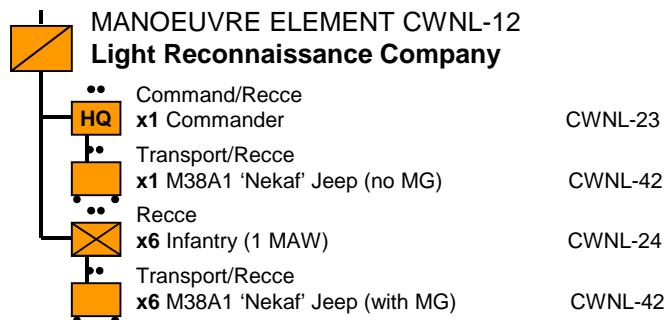 MANOEUVRE ELEMENT CWNL-12
Light Reconnaissance Company
Command/Recce
HQ x1 Commander CWNL-23
Transport/Recce
x1 M38A1 ‘Nekaf’ Jeep (no MG) CWNL-42
Recce
x6 Infantry (1 MAW) CWNL-24
Transport/Recce
x6 M38A1 ‘Nekaf’ Jeep (with MG) CWNL-42